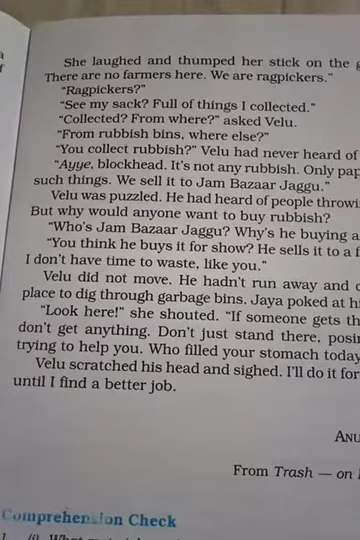 She laughed and thumped her stick on the
There are no farmers here. We are ragpickers."
"Ragpickers?"
"See my sack? Full of things I collected."
"Collected? From where?" asked Velu.
"From rubbish bins, where else?"
"You collect rubbish?" Velu had never heard of
"Ayye, blockhead. It's not any rubbish. Only
such things. We sell it to Jam Bazaar Jaggu."
Velu was puzzled. He had heard of people
But why would anyone want to buy rubbish?
"Who's Jam Bazaar Jaggu? Why's he buying
"You think he buys it for show? He sells it to a
I don't have time to waste, like you."
Velu did not move. He hadn't run away and
place to dig through garbage bins. Jaya poked at
"Look here!" she shouted. "If someone gets
don't get anything. Don't just stand there,
trying to help you. Who filled your stomach
Velu scratched his head and sighed. I'll do it for
until I find a better job.
From Trash — on
Comprehension Check